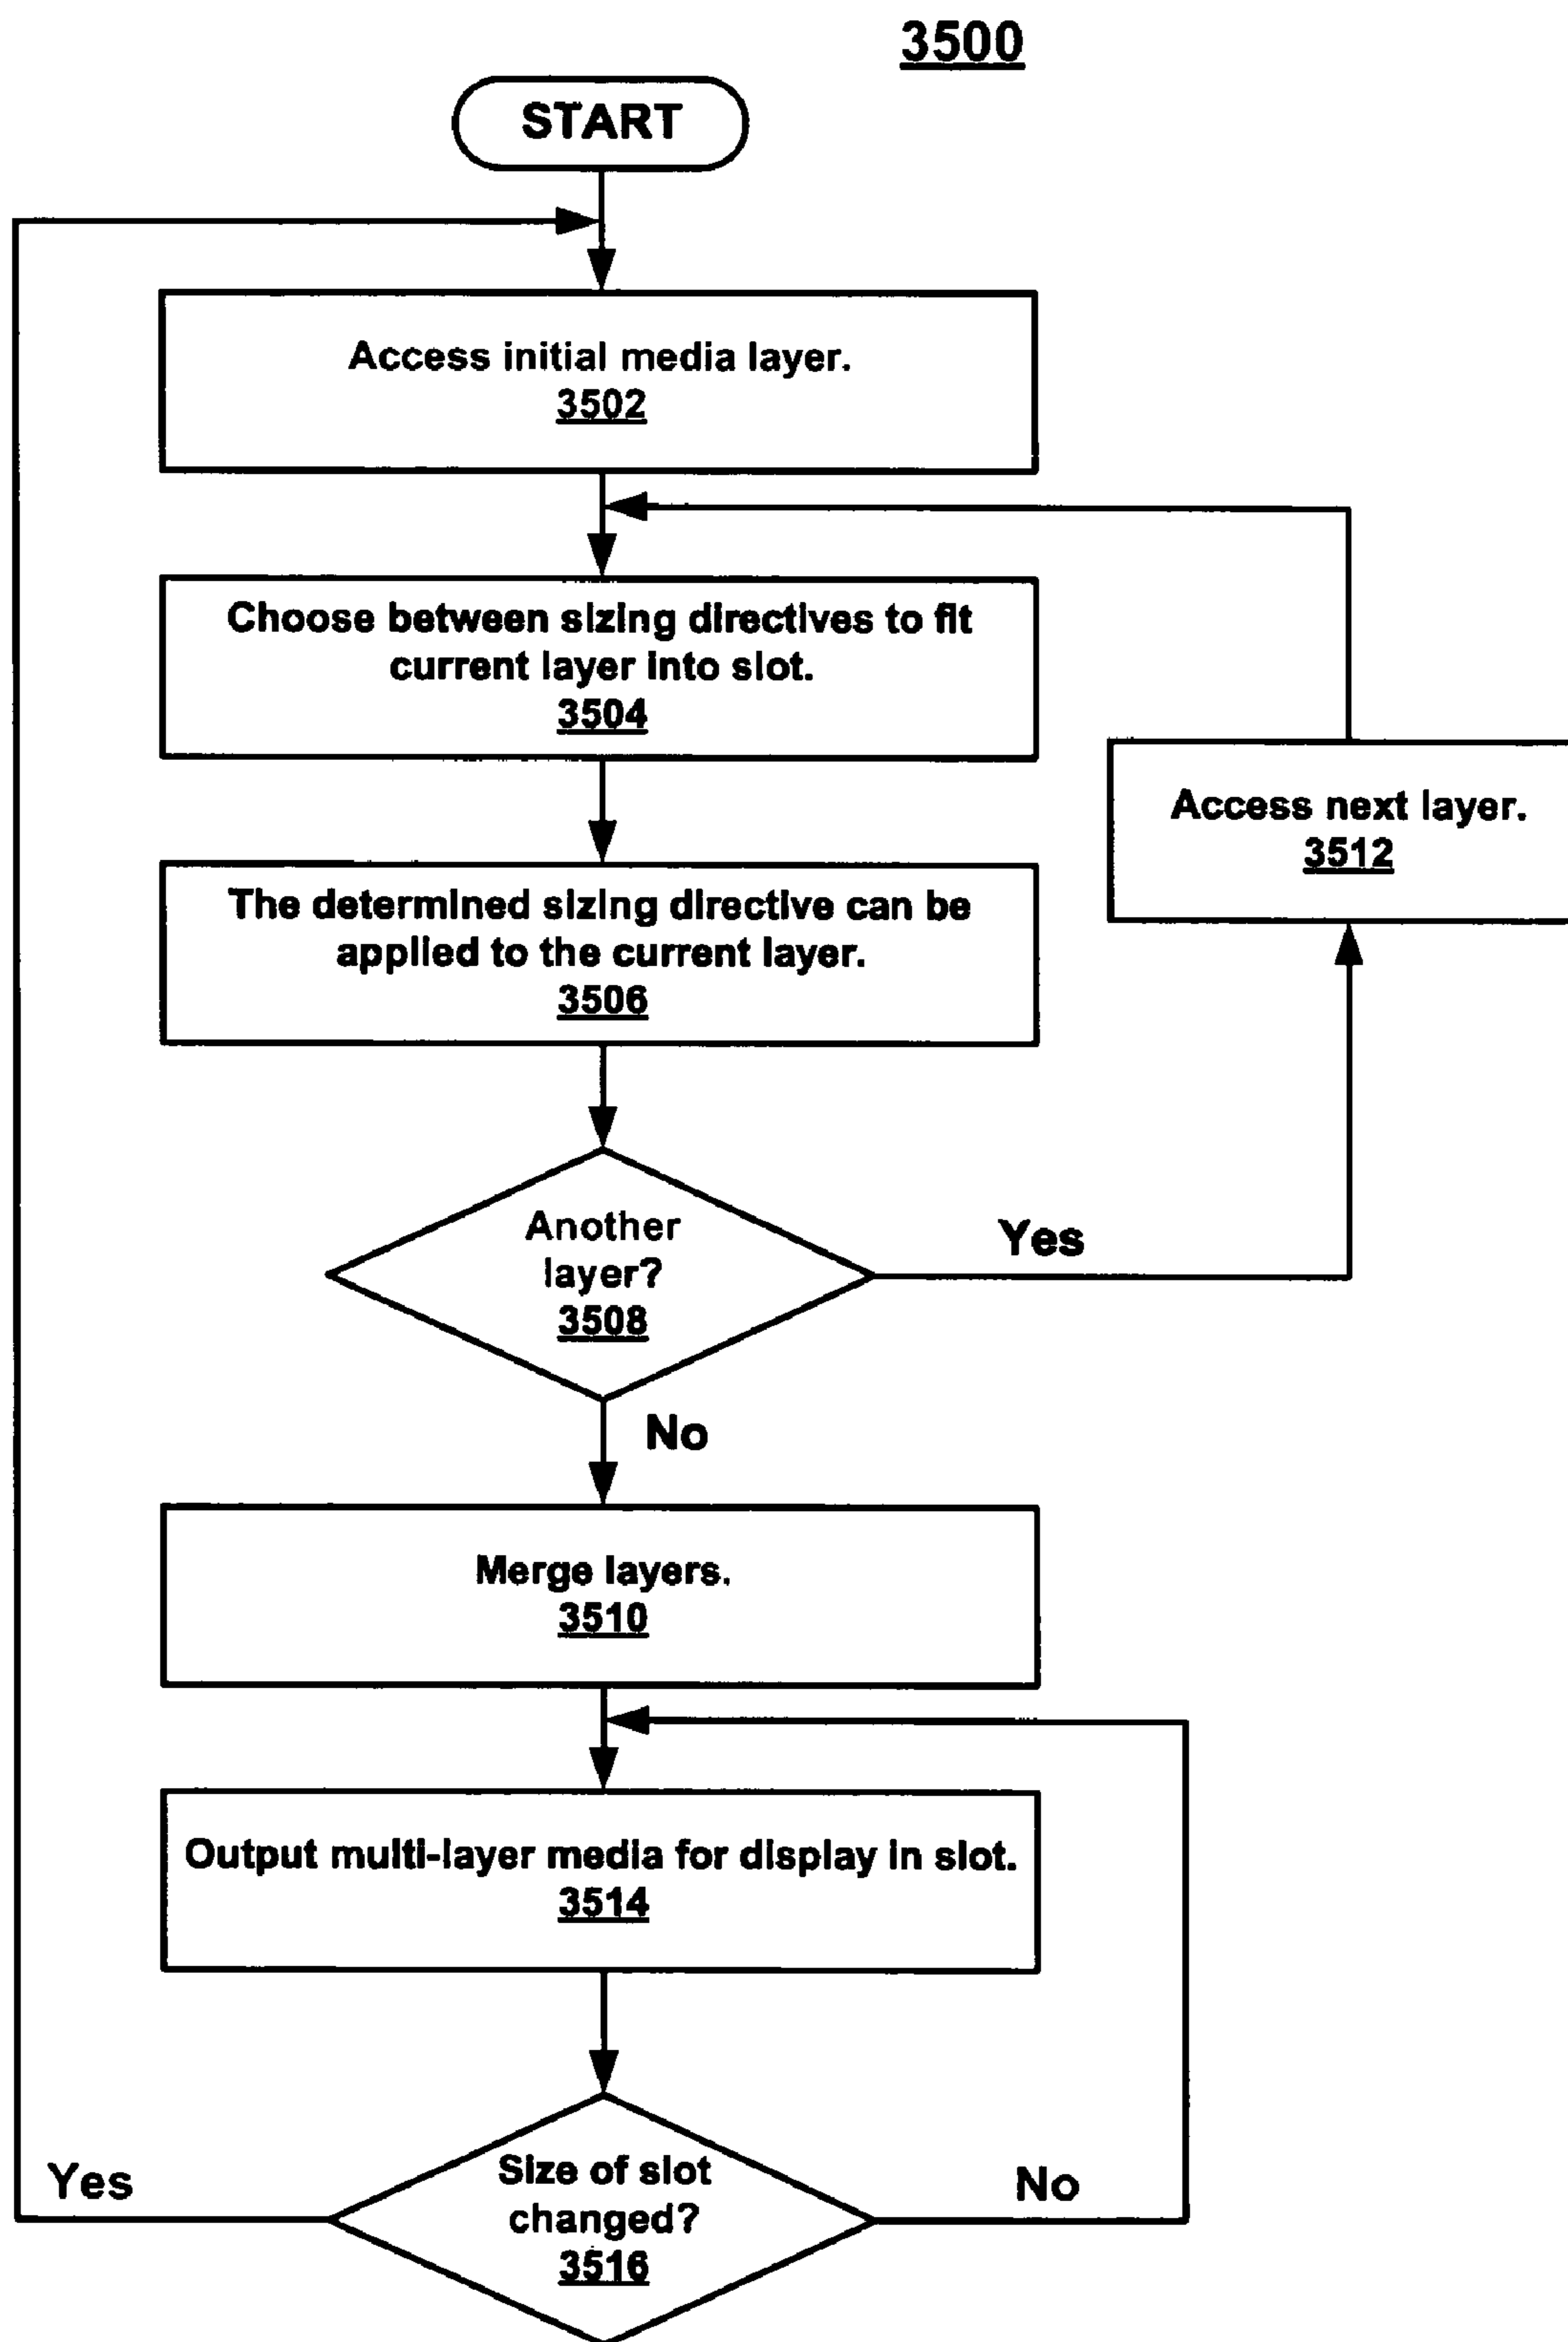 3500
START
Access initial media layer.
3502
Choose between sizing directives to fit
current layer into slot.
3504
Access next layer.
3512
The determined sizing directive can be
applied to the current layer.
3506
Another
layer?
3508
Yes
No
Merge layers.
3510
Output multi-layer media for display in slot.
3514
Yes
Size of slot
changed?
3516
No